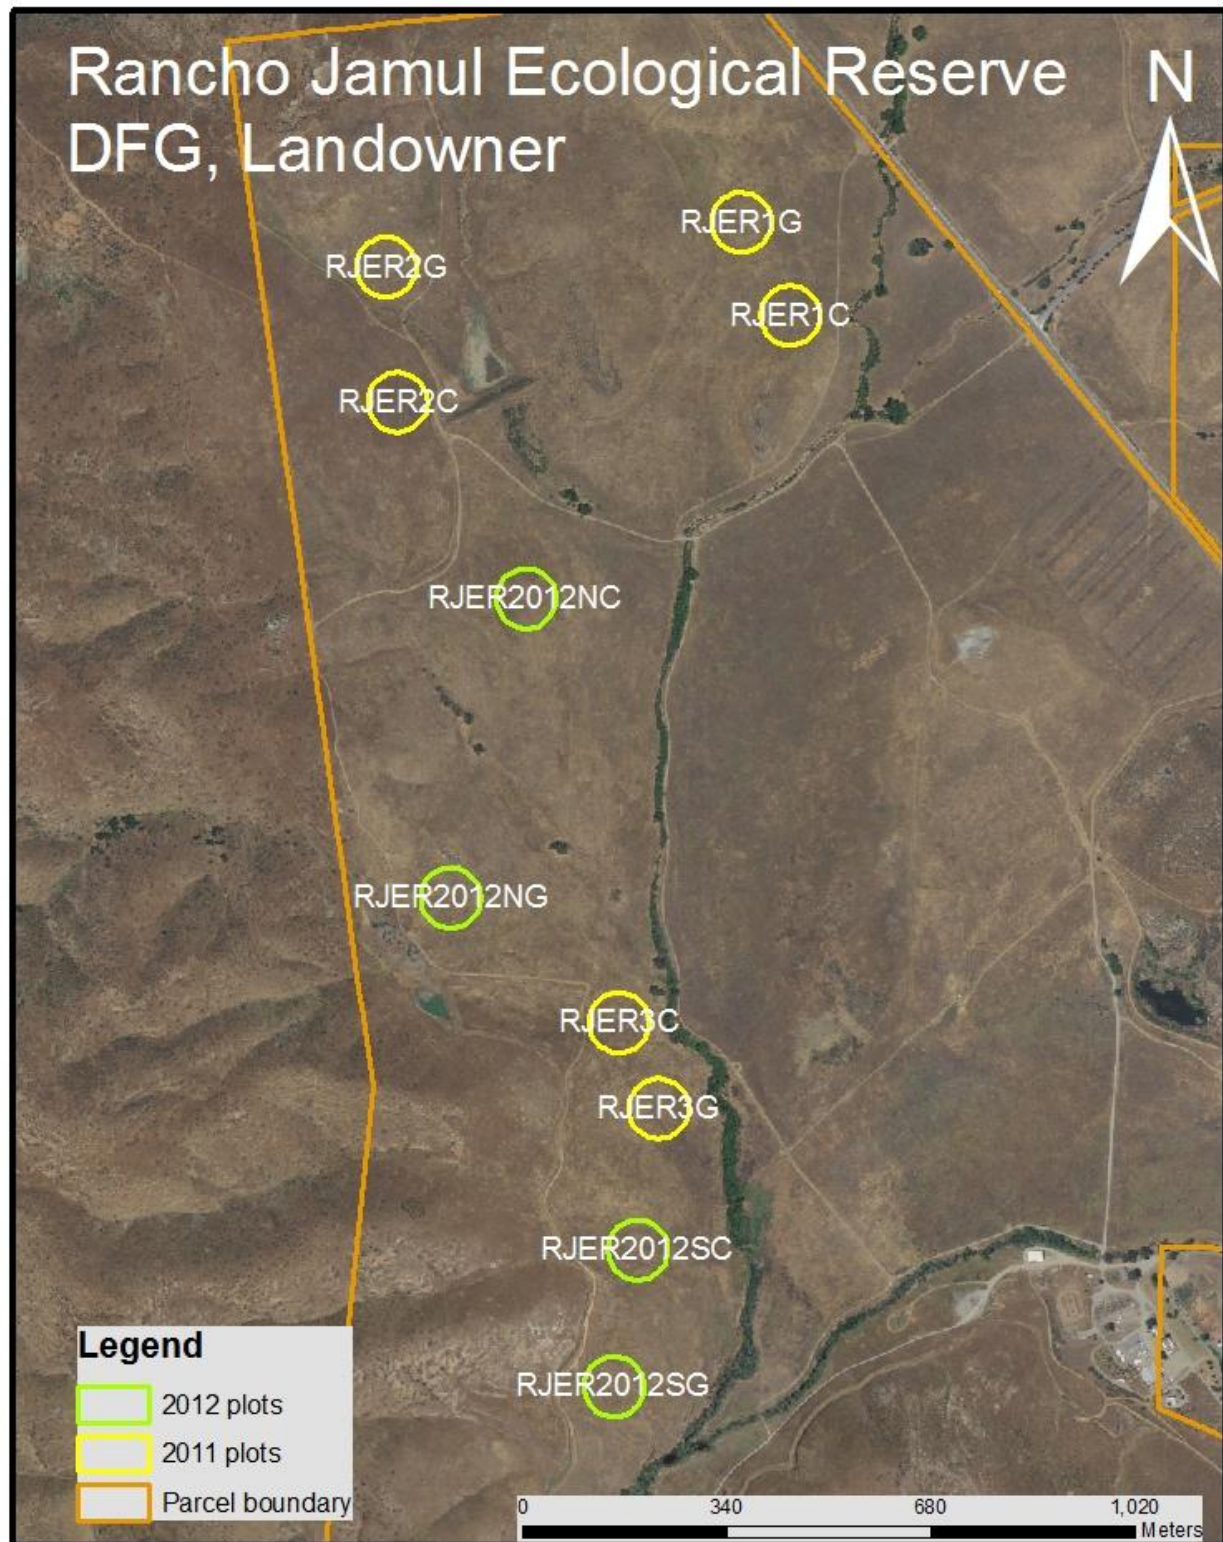 Rancho Jamul Ecological Reserve
DFG, Landowner
N
RJER1G
RJER2G
RJER1C
RJER2C
RJER2012NC
RJER2012NG
RJER3C
RJER3G
RJER2012SC
RJER2012SG
Legend
2012 plots
2011 plots
Parcel boundary
0 340 680 1,020
Meters